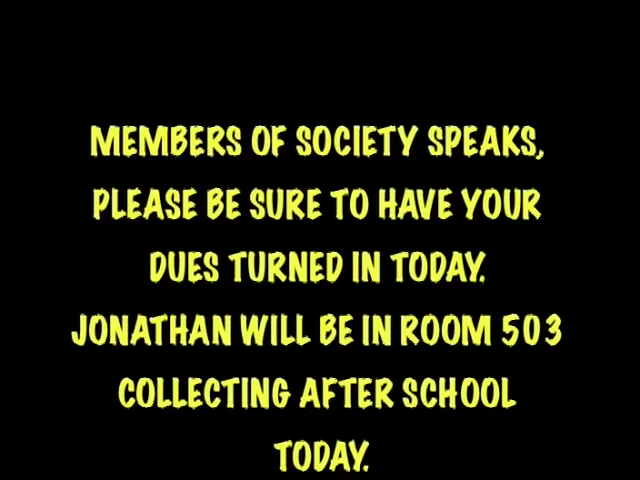 MEMBERS OF SOCIETY SPEAKS,
PLEASE BE SURE TO HAVE YOUR
DUES TURNED IN TODAY.
JONATHAN WILL BE IN ROOM 503
COLLECTING AFTER SCHOOL
TODAY.